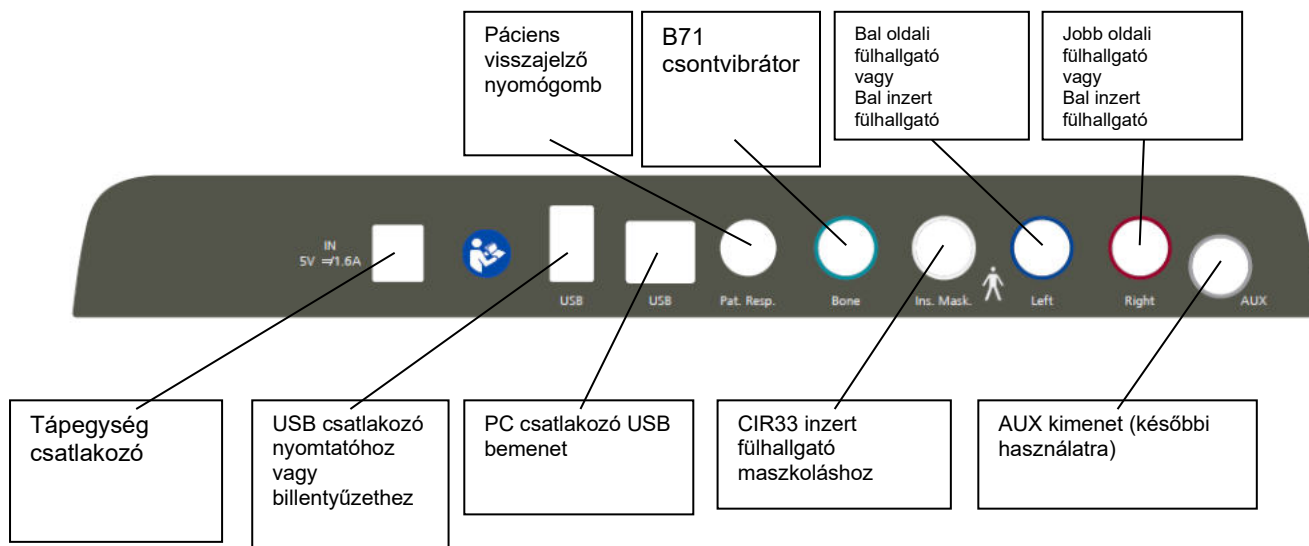 Páciens
visszajelző
nyomógomb
B71
csontvibrátor
Bal oldali
fülhallgató
vagy
Bal inzert
fülhallgató
Jobb oldali
fülhallgató
vagy
Bal inzert
fülhallgató
IN
5V ⎓/1.6A
USB
USB
Pat. Resp.
Bone
Ins. Mask.
Left
Right
AUX
Tápegység
csatlakozó
USB csatlakozó
nyomtatóhoz
vagy
billentyűzethez
PC csatlakozó USB
bemenet
CIR33 inzert
fülhallgató
maszkoláshoz
AUX kimenet (későbbi
használatra)